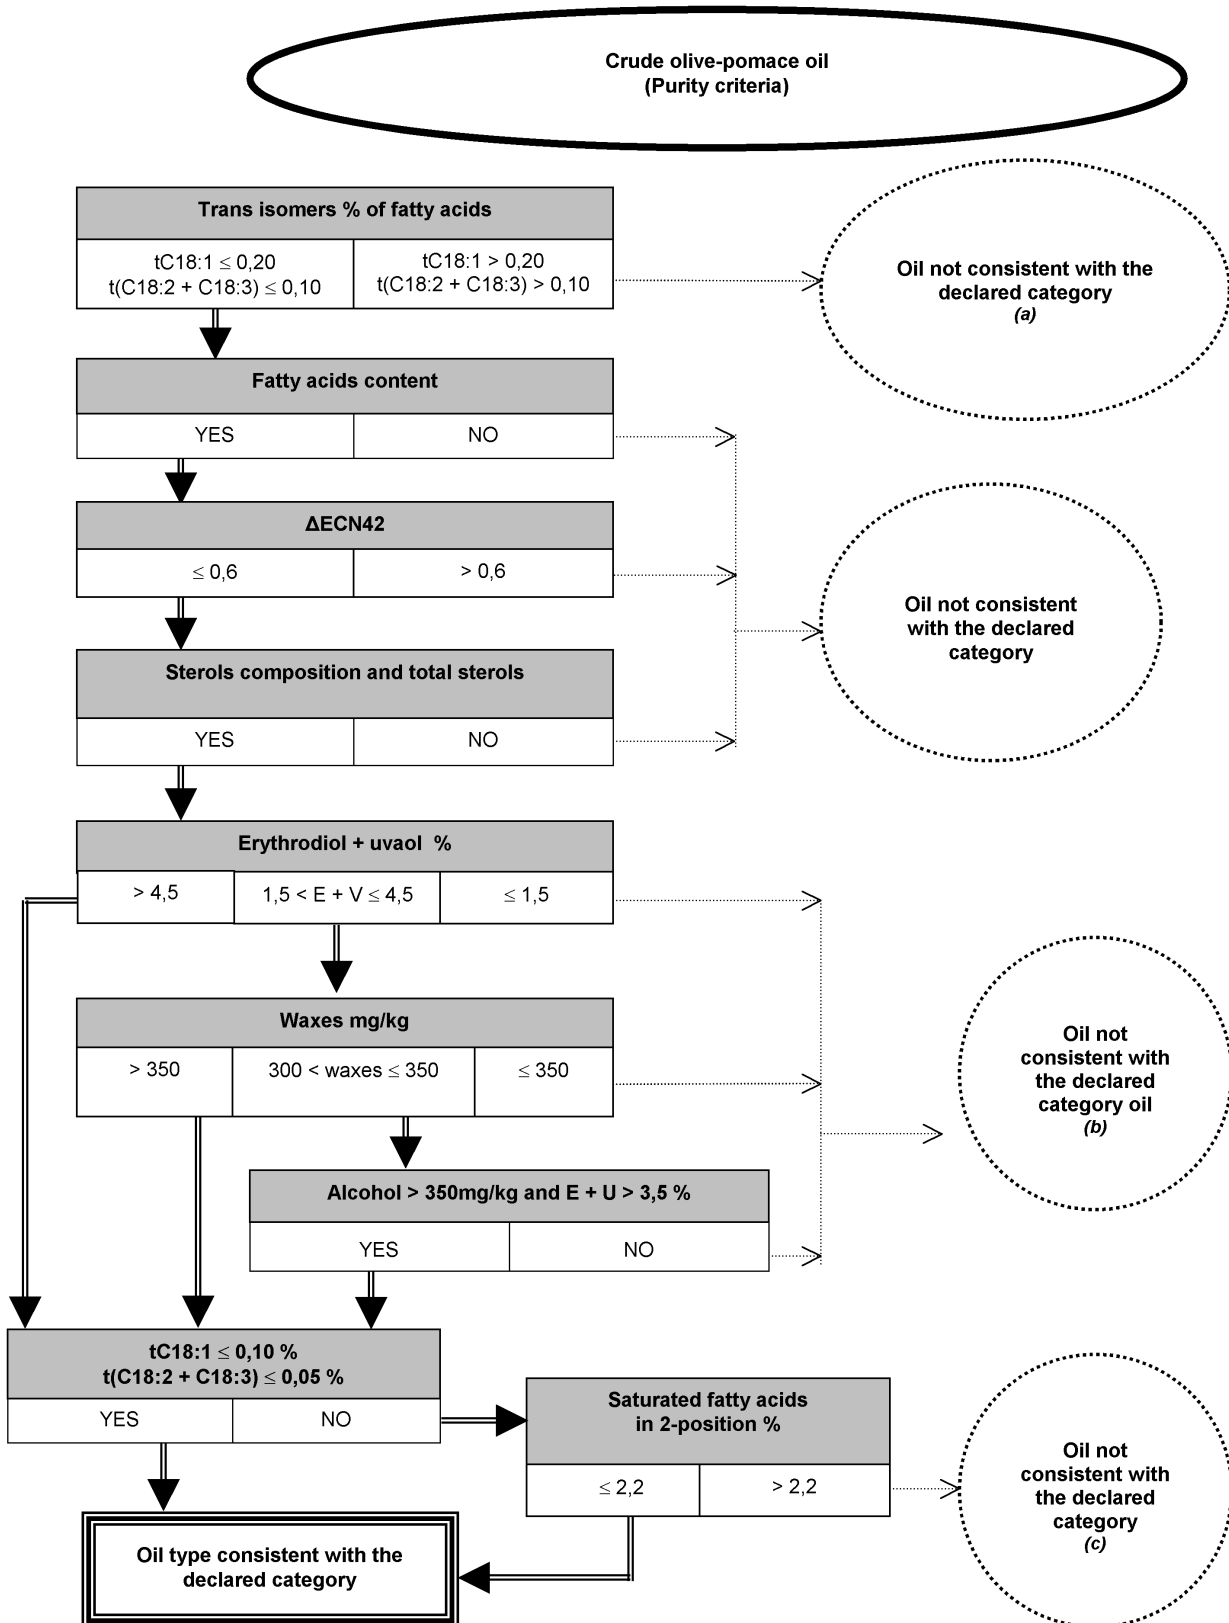 Crude olive-pomace oil
(Purity criteria)
Trans isomers % of fatty acids
tC18:1 ≤ 0,20
t(C18:2 + C18:3) ≤ 0,10
tC18:1 > 0,20
t(C18:2 + C18:3) > 0,10
Oil not consistent with the
declared category
(a)
Fatty acids content
YES
NO
ΔECN42
≤ 0,6
> 0,6
Oil not consistent
with the declared
category
Sterols composition and total sterols
YES
NO
Erythrodiol + uvaol %
> 4,5
1,5 < E + V ≤ 4,5
≤ 1,5
Waxes mg/kg
> 350
300 < waxes ≤ 350
≤ 350
Oil not
consistent with
the declared
category oil
(b)
Alcohol > 350mg/kg and E + U > 3,5 %
YES
NO
tC18:1 ≤ 0,10 %
t(C18:2 + C18:3) ≤ 0,05 %
YES
NO
Saturated fatty acids
in 2-position %
≤ 2,2
> 2,2
Oil not
consistent with
the declared
category
(c)
Oil type consistent with the
declared category